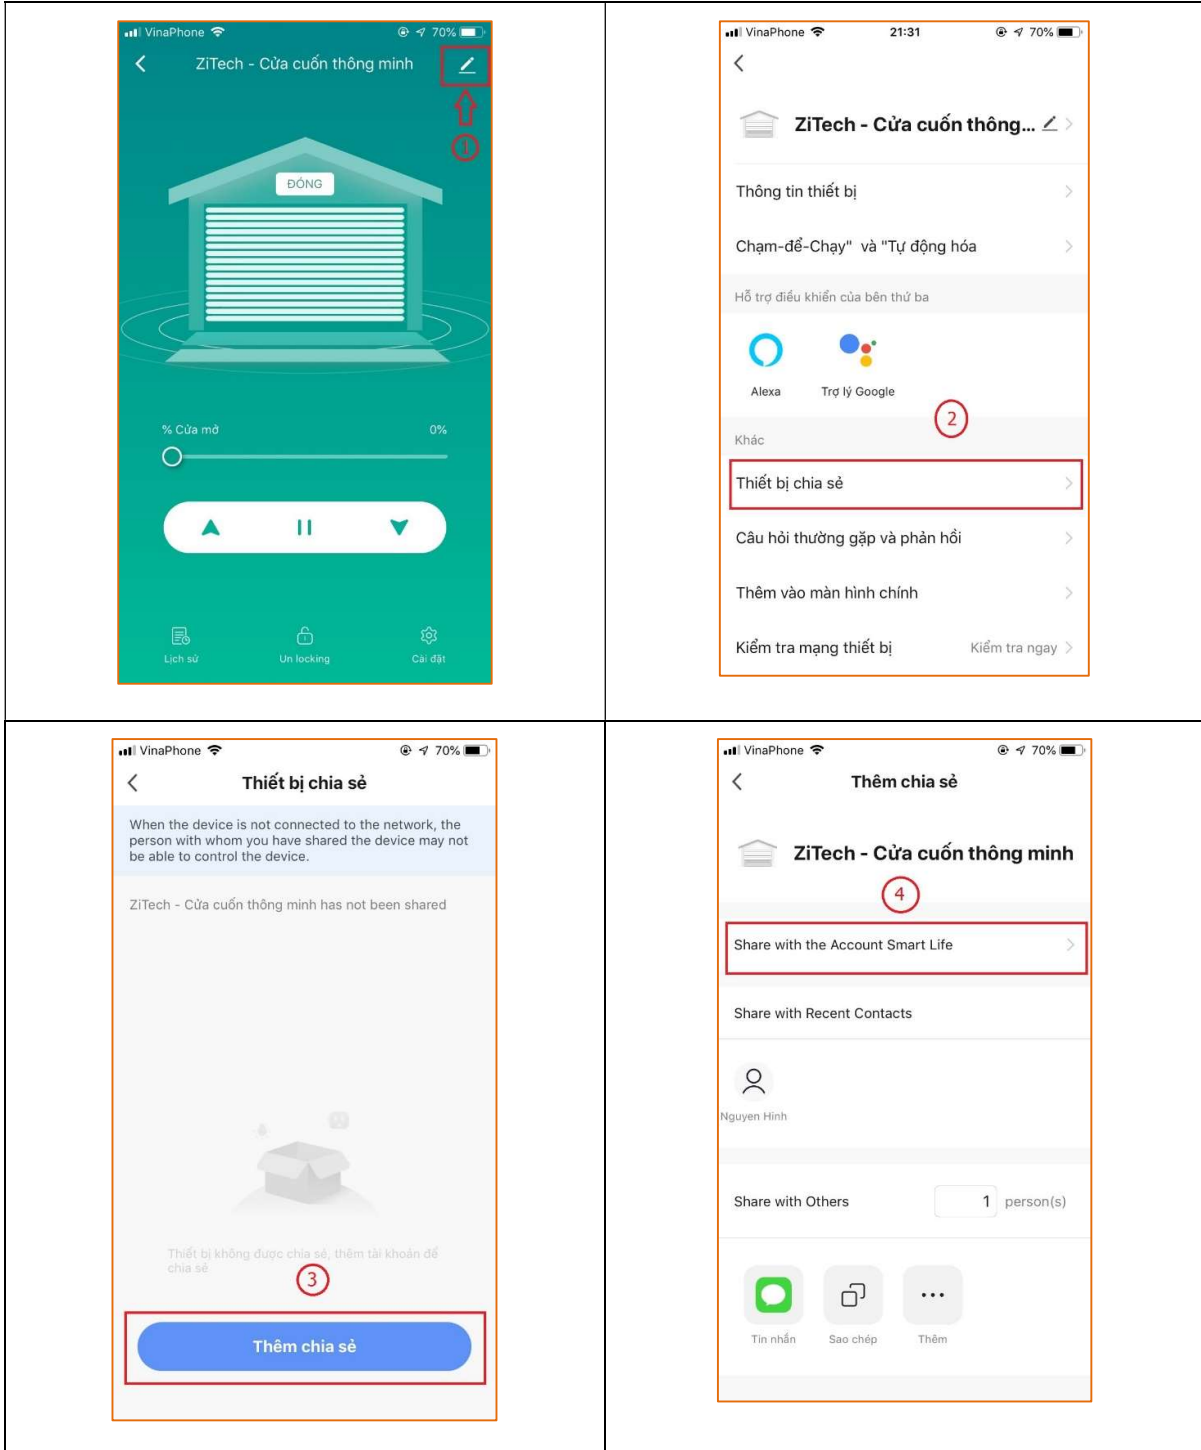 VinaPhone 70%
ZiTech - Cửa cuốn thông minh
1
ĐÓNG
% Cửa mở 0%
Lịch sử Un locking Cài đặt
VinaPhone 21:31 70%
ZiTech - Cửa cuốn thông...
Thông tin thiết bị
Chạm-để-Chạy" và "Tự động hóa
Hỗ trợ điều khiển của bên thứ ba
Alexa Trợ lý Google
2
Khác
Thiết bị chia sẻ
Câu hỏi thường gặp và phản hồi
Thêm vào màn hình chính
Kiểm tra mạng thiết bị Kiểm tra ngay
VinaPhone 70%
Thiết bị chia sẻ
When the device is not connected to the network, the
person with whom you have shared the device may not
be able to control the device.
ZiTech - Cửa cuốn thông minh has not been shared
Thiết bị không được chia sẻ, thêm tài khoản để
chia sẻ
3
Thêm chia sẻ
VinaPhone 70%
Thêm chia sẻ
ZiTech - Cửa cuốn thông minh
4
Share with the Account Smart Life
Share with Recent Contacts
Nguyen Hinh
Share with Others 1 person(s)
Tin nhắn Sao chép Thêm